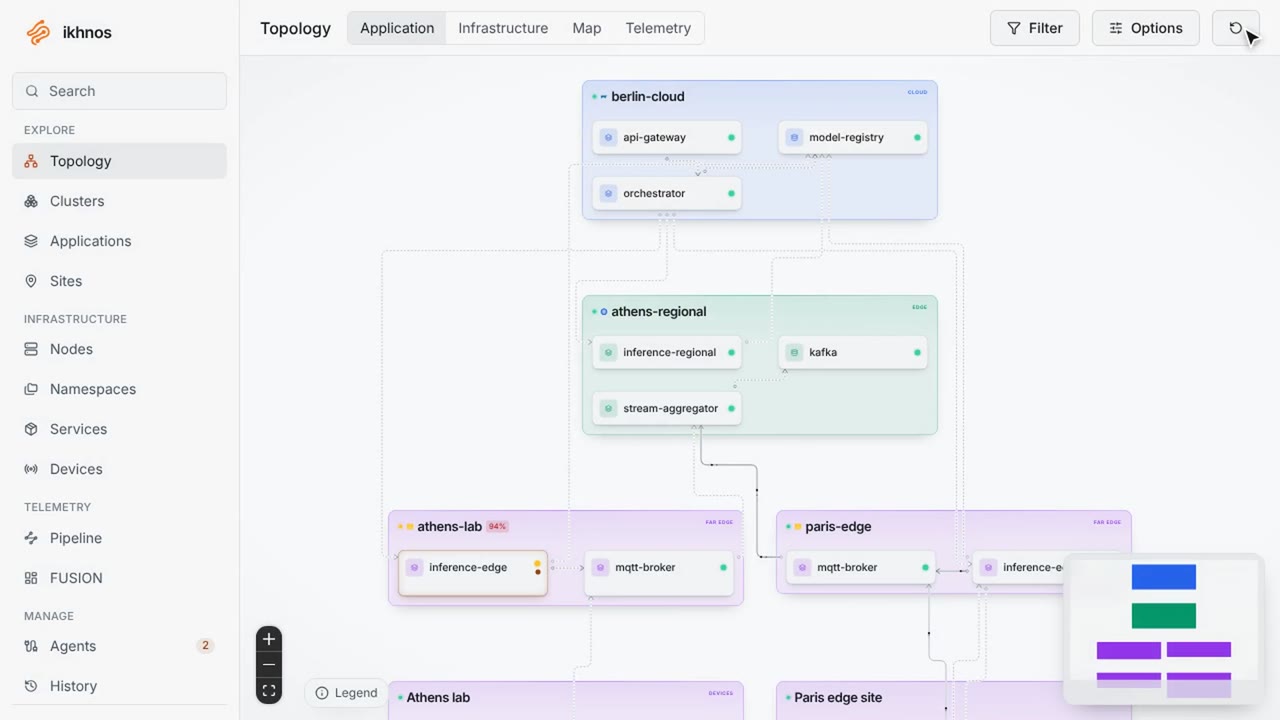 ikhnos
Search
EXPLORE
Topology
Clusters
Applications
Sites
INFRASTRUCTURE
Nodes
Namespaces
Services
Devices
TELEMETRY
Pipeline
FUSION
MANAGE
Agents 2
History
Topology Application Infrastructure Map Telemetry Filter Options
berlin-cloud CLOUD
api-gateway model-registry
orchestrator
athens-regional EDGE
inference-regional kafka
stream-aggregator
athens-lab 94% FAR EDGE paris-edge FAR EDGE
inference-edge mqtt-broker mqtt-broker
Legend
Athens lab DEVICES Paris edge site